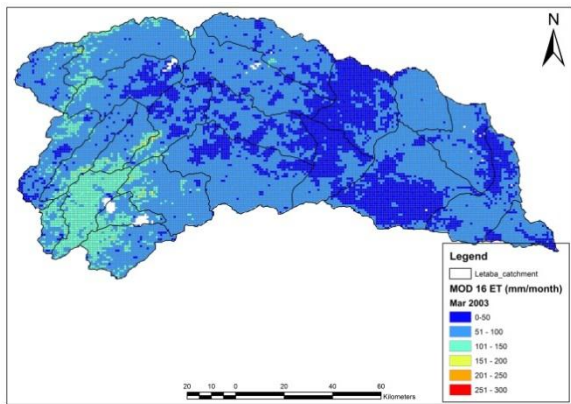 N
Legend
Letaba_catchment
MOD 16 ET (mm/month)
Mar 2003
0-50
51 - 100
101 - 150
151 - 200
201 - 250
251 - 300
20 10 0 20 40 60
Kilometers